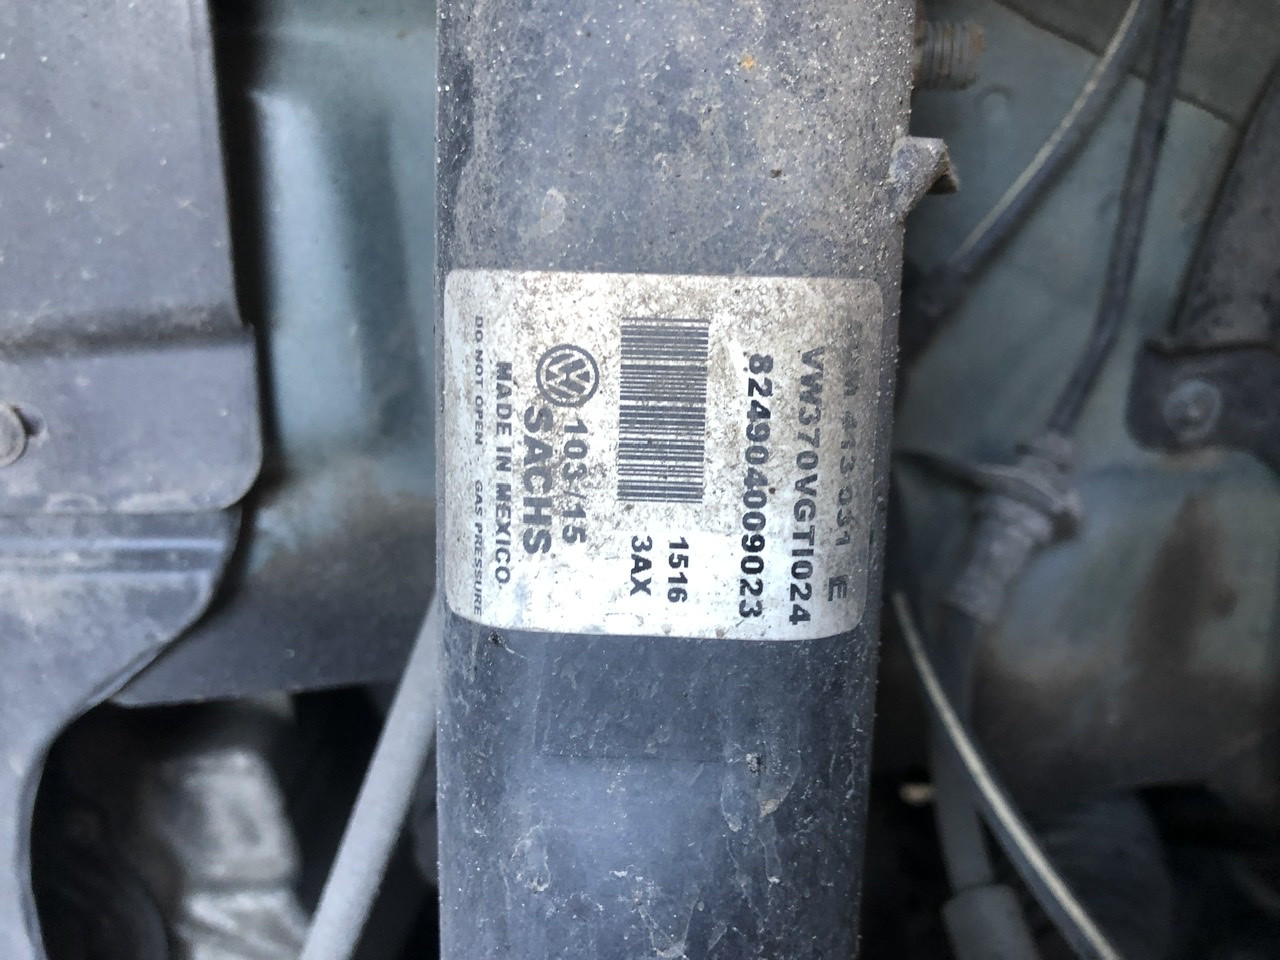 413 031 E
VW370VGTI024
824904009023
1516
3AX
103/15
SACHS
MADE IN MEXICO
DO NOT OPEN GAS PRESSURE